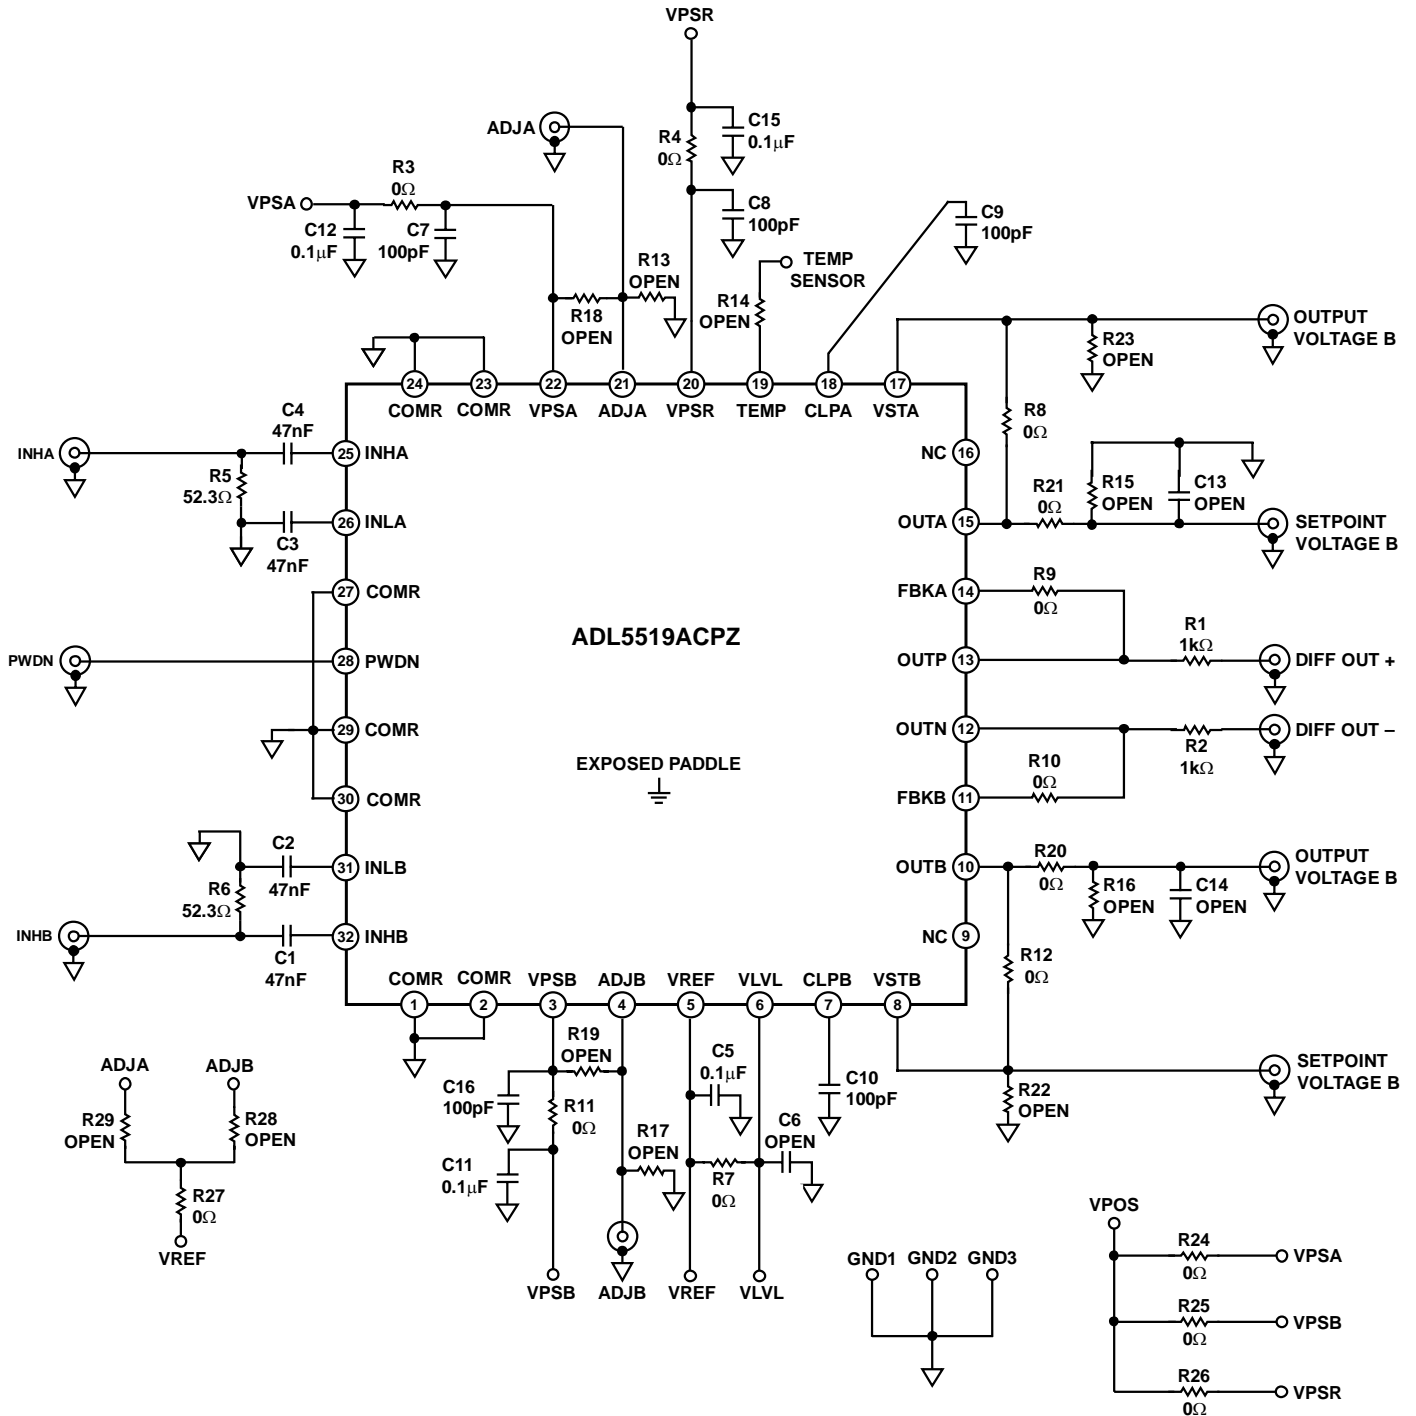 VPSR
ADJA
C15
0.1µF
R4
0Ω
R3
0Ω
VPSA
C12
0.1µF
C7
100pF
C8
100pF
C9
100pF
TEMP
SENSOR
R13
OPEN
R14
OPEN
R18
OPEN
OUTPUT
VOLTAGE B
R23
OPEN
24 23 22 21 20 19 18 17
COMR COMR VPSA ADJA VPSR TEMP CLPA VSTA
C4
47nF
INHA
25 INHA
R5
52.3Ω
C3
47nF
26 INLA
27 COMR
PWDN
28 PWDN
29 COMR
30 COMR
C2
47nF
31 INLB
R6
52.3Ω
INHB
C1
47nF
32 INHB
ADL5519ACPZ
EXPOSED PADDLE
NC 16
R8
0Ω
R21
0Ω
R15
OPEN
C13
OPEN
OUTA 15
SETPOINT
VOLTAGE B
FBKA 14
R9
0Ω
R1
1kΩ
OUTP 13
DIFF OUT +
OUTN 12
DIFF OUT –
R2
1kΩ
R10
0Ω
FBKB 11
OUTB 10
R20
0Ω
R16
OPEN
C14
OPEN
OUTPUT
VOLTAGE B
NC 9
R12
0Ω
COMR COMR VPSB ADJB VREF VLVL CLPB VSTB
1 2 3 4 5 6 7 8
SETPOINT
VOLTAGE B
R22
OPEN
R19
OPEN
C5
0.1µF
C16
100pF
R11
0Ω
C10
100pF
C6
OPEN
R17
OPEN
C11
0.1µF
R7
0Ω
VPSB
ADJB
VREF
VLVL
ADJA
ADJB
R29
OPEN
R28
OPEN
R27
0Ω
VREF
GND1 GND2 GND3
VPOS
R24
0Ω
VPSA
R25
0Ω
VPSB
R26
0Ω
VPSR